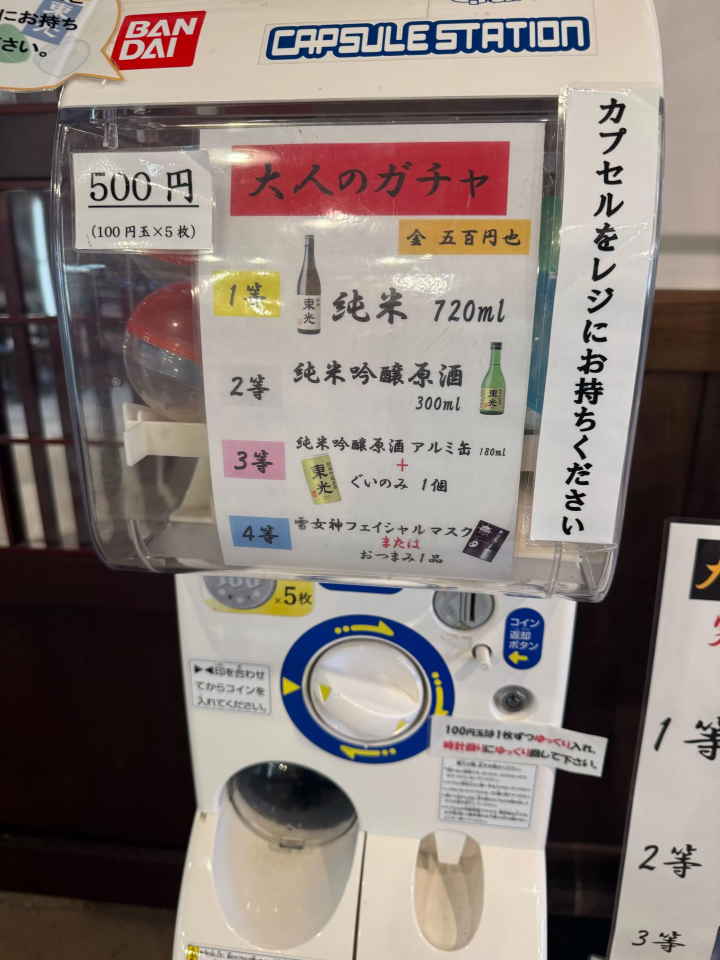 にお持ち
ださい。
東光
BAN
DAI
CAPSULE STATION
500円
(100円玉×5枚)
大人のガチャ
金 五百円也
1等
東光
純米 720ml
2等
純米吟醸原酒
300ml
東光
3等
純米吟醸原酒 アルミ缶 180ml
+
東光
ぐいのみ 1個
4等
雪女神フェイシャルマスク
または
おつまみ1品
カプセルをレジにお持ちください
100
×5枚
コイン
返却
ボタン
▶◀印を合わせ
てからコインを
入れてください。
100円玉は1枚ずつゆっくり入れ、
時計回りにゆっくり回して下さい。
1等
2等
3等